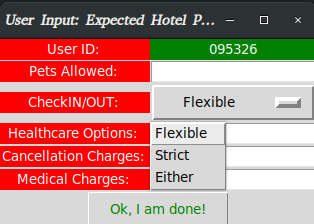 User Input: Expected Hotel P...
User ID: 095326
Pets Allowed:
CheckIN/OUT: Flexible
Healthcare Options: Flexible
Cancellation Charges: Strict
Medical Charges: Either
Ok, I am done!